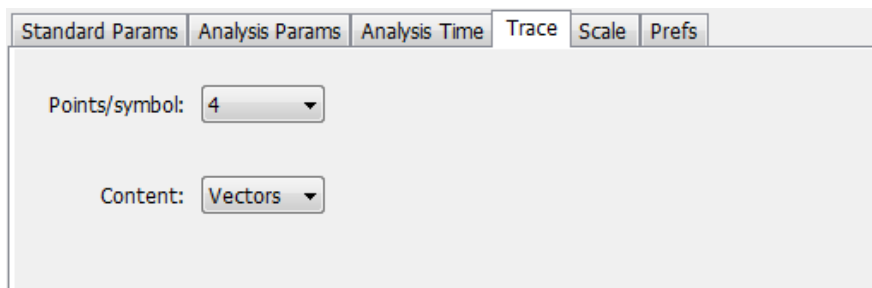 Standard Params Analysis Params Analysis Time Trace Scale Prefs
Points/symbol: 4
Content: Vectors